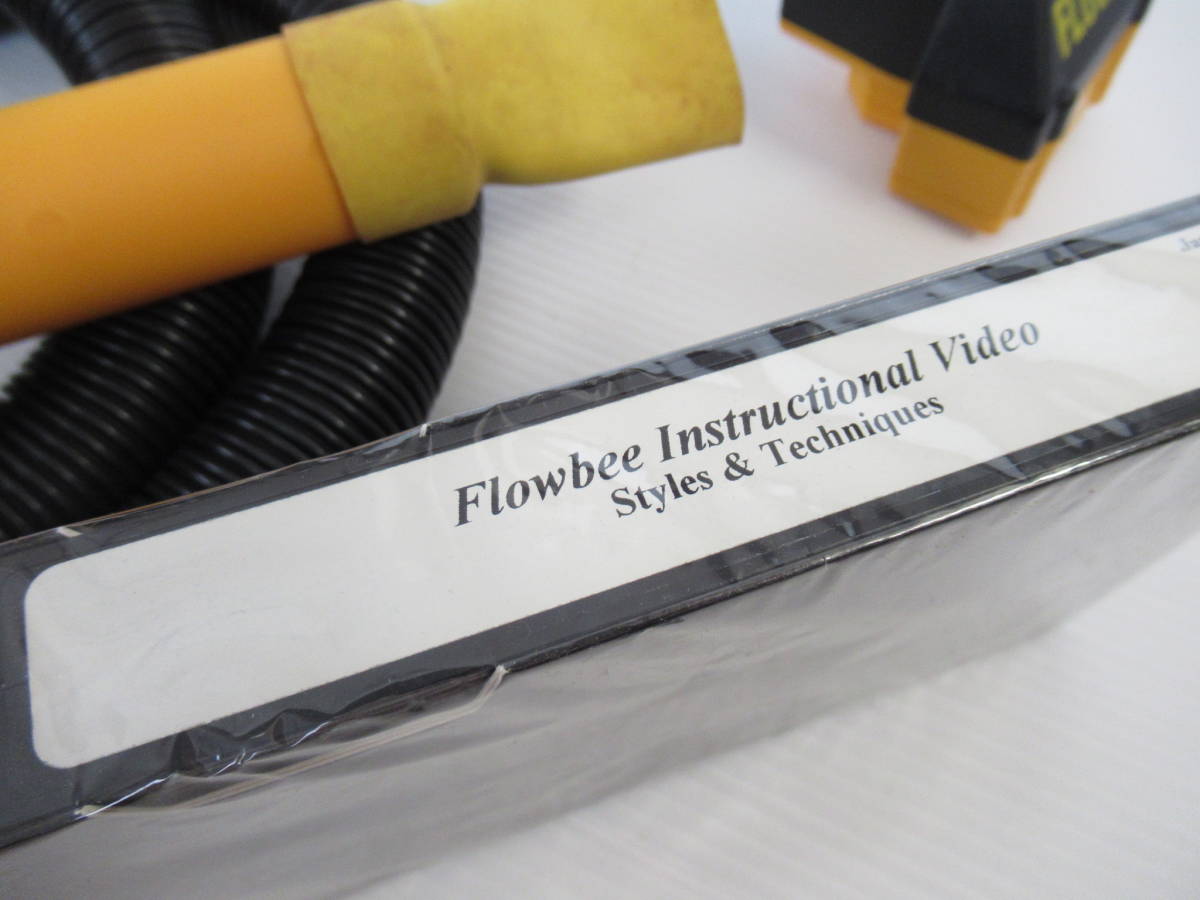 Flowbee Instructional Video
Styles & Techniques